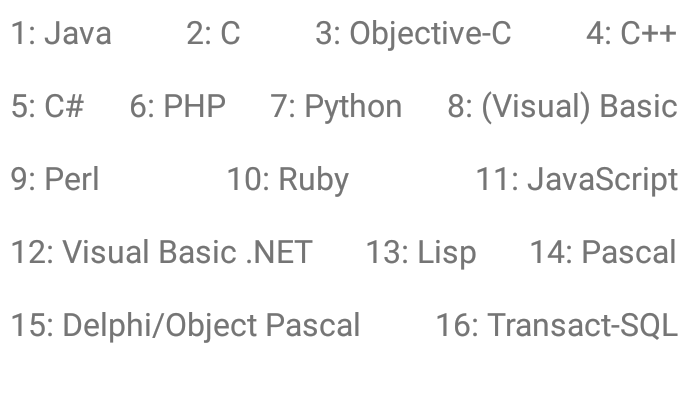 1: Java 2: C 3: Objective-C 4: C++
5: C# 6: PHP 7: Python 8: (Visual) Basic
9: Perl 10: Ruby 11: JavaScript
12: Visual Basic .NET 13: Lisp 14: Pascal
15: Delphi/Object Pascal 16: Transact-SQL